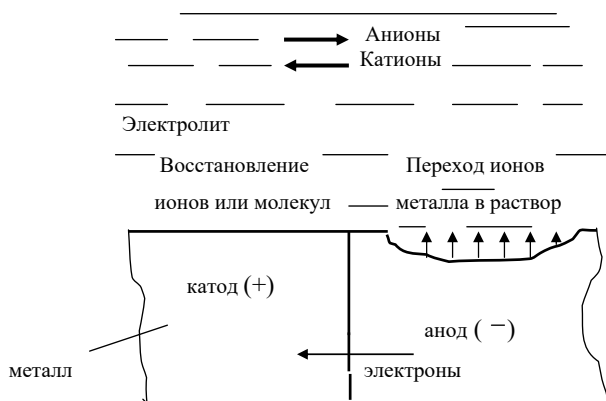 Анионы
Катионы
Электролит
Восстановление Переход ионов
ионов или молекул металла в раствор
катод (+)
анод ( − )
металл электроны